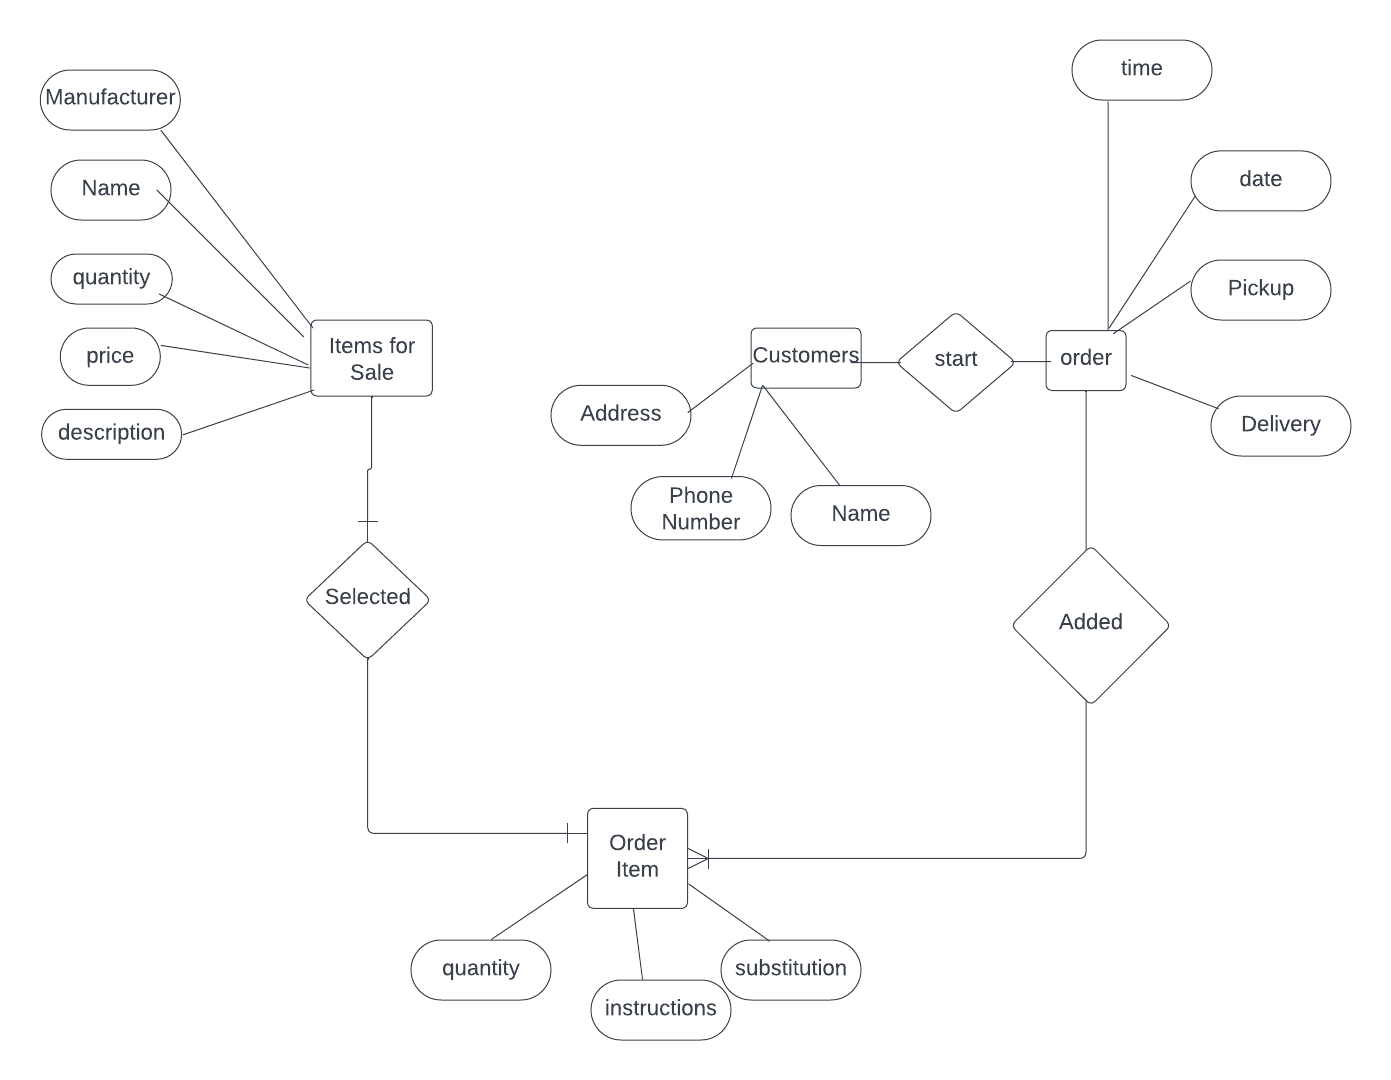 time
Manufacturer
Name
date
quantity
Pickup
price
Items for
Sale
Customers
start
order
description
Address
Delivery
Phone
Number
Name
Selected
Added
Order
Item
quantity
substitution
instructions